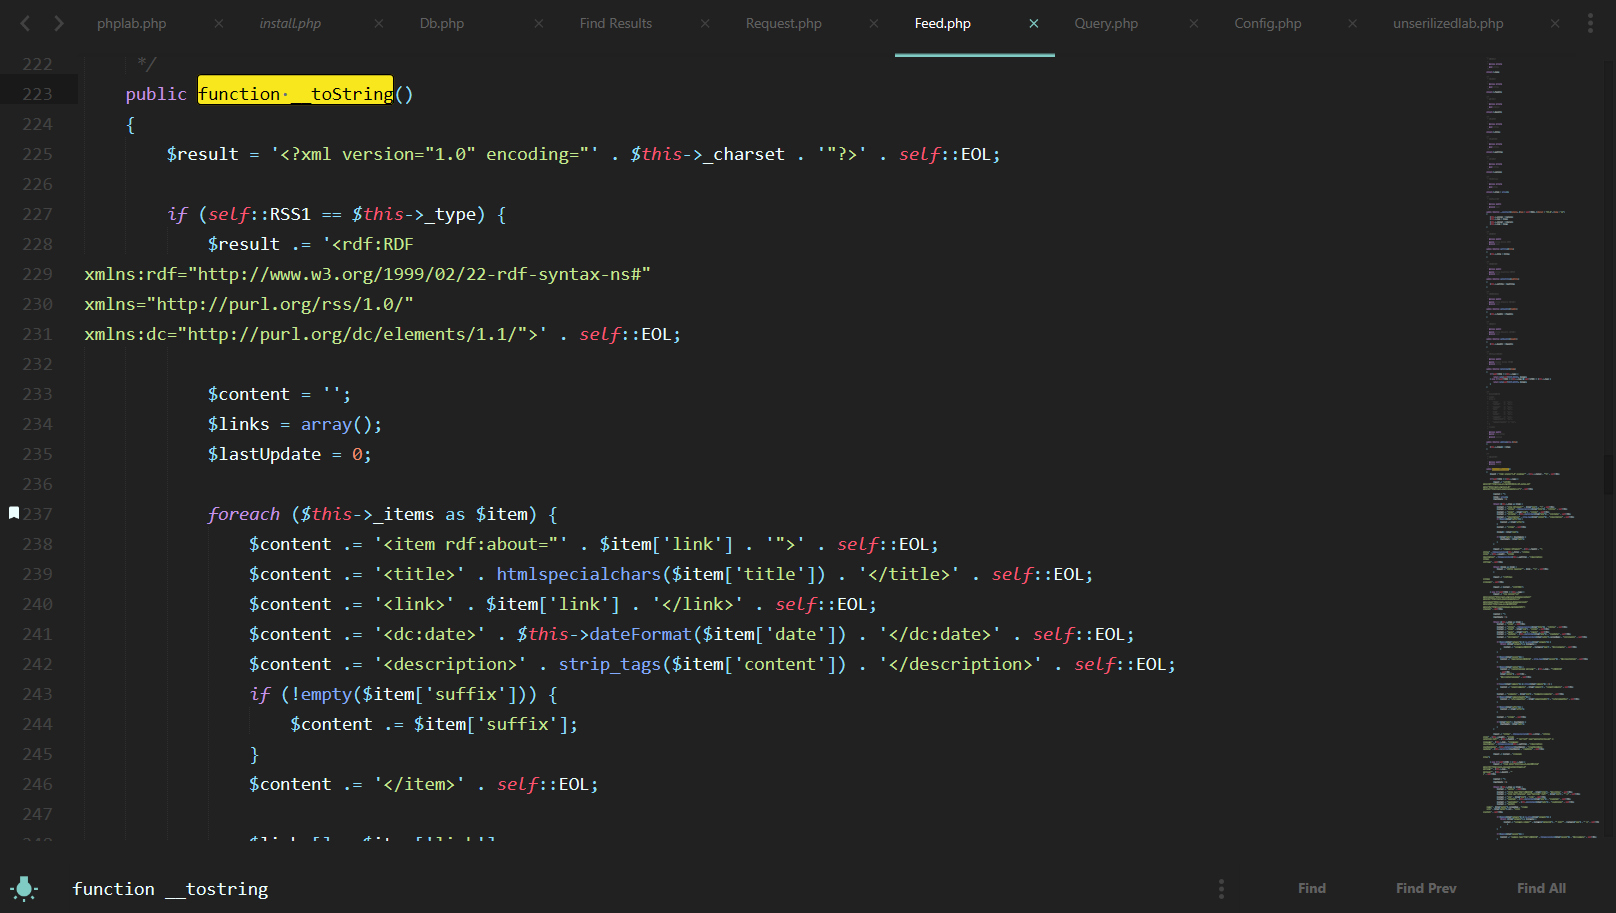 phplab.php install.php Db.php Find Results Request.php Feed.php Query.php Config.php unserilizedlab.php
222 */
223 public function __toString()
224 {
225 $result = '<?xml version="1.0" encoding="' . $this->_charset . '"?>' . self::EOL;
226
227 if (self::RSS1 == $this->_type) {
228 $result .= '<rdf:RDF
229 xmlns:rdf="http://www.w3.org/1999/02/22-rdf-syntax-ns#"
230 xmlns="http://purl.org/rss/1.0/"
231 xmlns:dc="http://purl.org/dc/elements/1.1/">' . self::EOL;
232
233 $content = '';
234 $links = array();
235 $lastUpdate = 0;
236
237 foreach ($this->_items as $item) {
238 $content .= '<item rdf:about="' . $item['link'] . '">' . self::EOL;
239 $content .= '<title>' . htmlspecialchars($item['title']) . '</title>' . self::EOL;
240 $content .= '<link>' . $item['link'] . '</link>' . self::EOL;
241 $content .= '<dc:date>' . $this->dateFormat($item['date']) . '</dc:date>' . self::EOL;
242 $content .= '<description>' . strip_tags($item['content']) . '</description>' . self::EOL;
243 if (!empty($item['suffix'])) {
244 $content .= $item['suffix'];
245 }
246 $content .= '</item>' . self::EOL;
247
function __tostring Find Find Prev Find All